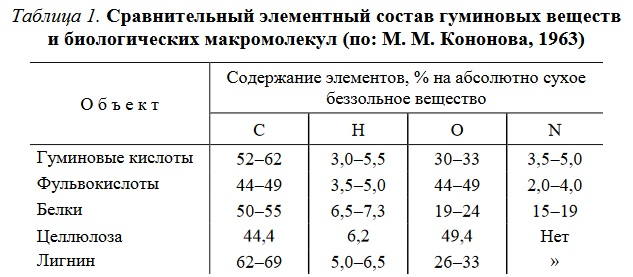 Таблица 1. Сравнительный элементный состав гуминовых веществ
и биологических макромолекул (по: М. М. Кононова, 1963)
Объект
Содержание элементов, % на абсолютно сухое
беззольное вещество
C H O N
Гуминовые кислоты 52–62 3,0–5,5 30–33 3,5–5,0
Фульвокислоты 44–49 3,5–5,0 44–49 2,0–4,0
Белки 50–55 6,5–7,3 19–24 15–19
Целлюлоза 44,4 6,2 49,4 Нет
Лигнин 62–69 5,0–6,5 26–33 »